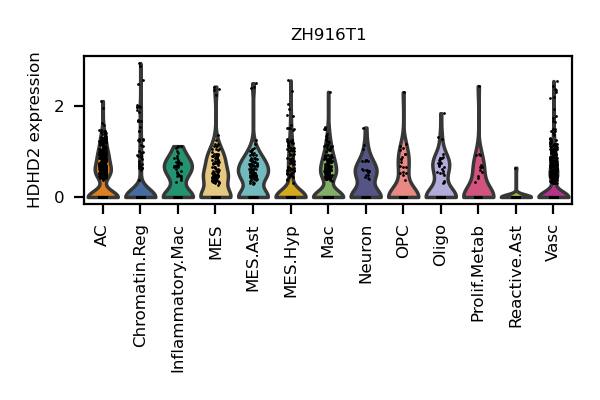 ZH916T1
HDHD2 expression
2
0
AC
Chromatin.Reg
Inflammatory.Mac
MES
MES.Ast
MES.Hyp
Mac
Neuron
OPC
Oligo
Prolif.Metab
Reactive.Ast
Vasc